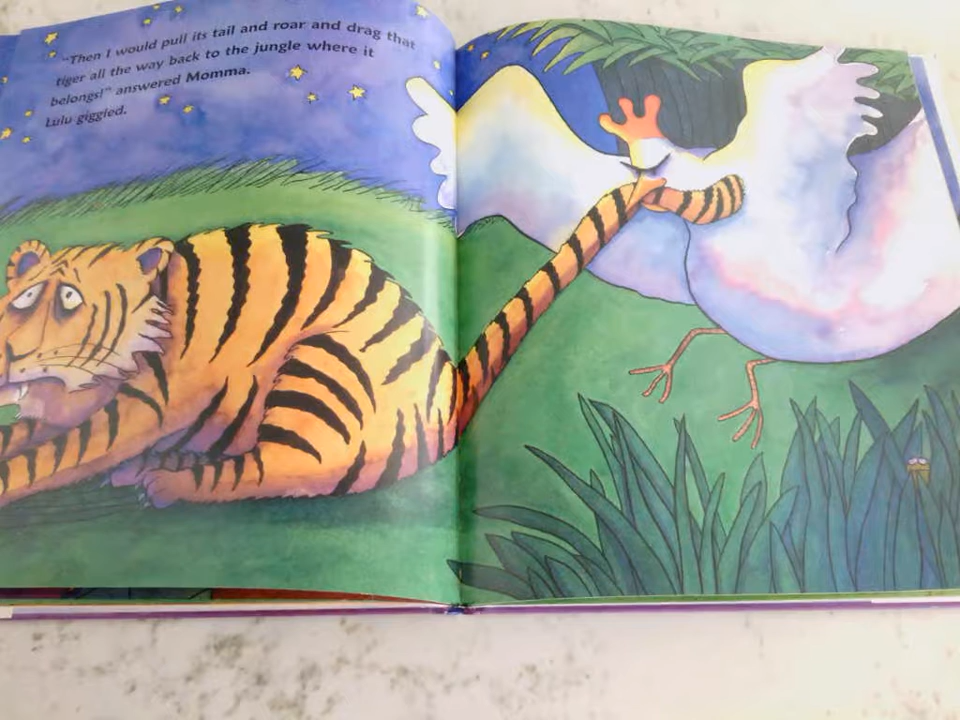 "Then I would pull its tail and roar and drag that
tiger all the way back to the jungle where it
belongs!" answered Momma.
Lulu giggled.